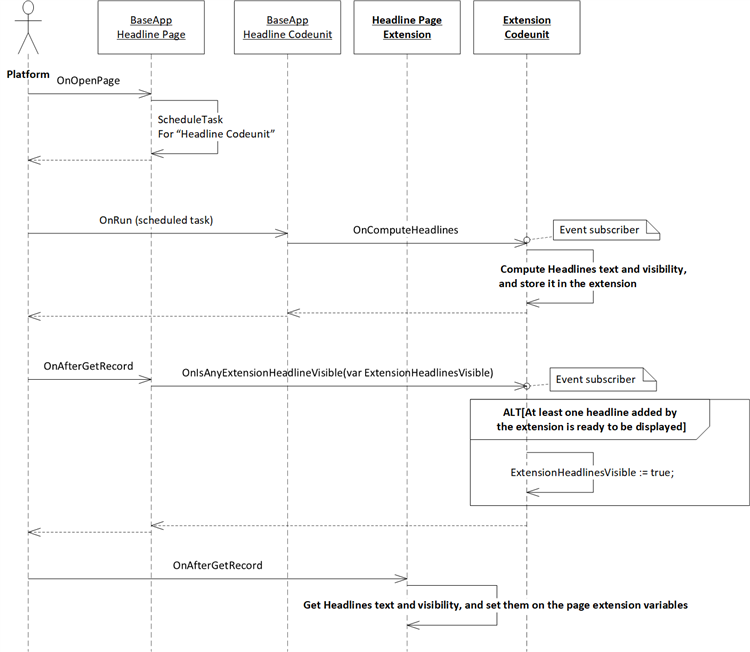 BaseApp
Headline Page
BaseApp
Headline Codeunit
Headline Page
Extension
Extension
Codeunit
Platform
OnOpenPage
ScheduleTask
For “Headline Codeunit”
OnRun (scheduled task)
OnComputeHeadlines
Event subscriber
Compute Headlines text and visibility,
and store it in the extension
OnAfterGetRecord
OnIsAnyExtensionHeadlineVisible(var ExtensionHeadlinesVisible)
Event subscriber
ALT[At least one headline added by
the extension is ready to be displayed]
ExtensionHeadlinesVisible := true;
OnAfterGetRecord
Get Headlines text and visibility, and set them on the page extension variables